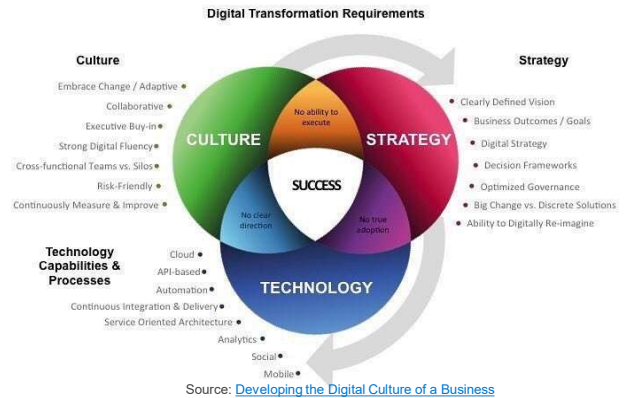 Digital Transformation Requirements
Culture
Embrace Change / Adaptive
Collaborative
Executive Buy-in
Strong Digital Fluency
Cross-functional Teams vs. Silos
Risk-Friendly
Continuously Measure & Improve
Strategy
Clearly Defined Vision
Business Outcomes / Goals
Digital Strategy
Decision Frameworks
Optimized Governance
Big Change vs. Discrete Solutions
Ability to Digitally Re-imagine
CULTURE
No ability to
execute
STRATEGY
SUCCESS
No clear
direction
No true
adoption
TECHNOLOGY
Technology
Capabilities &
Processes
Cloud
API-based
Automation
Continuous Integration & Delivery
Service Oriented Architecture
Analytics
Social
Mobile
Source: Developing the Digital Culture of a Business